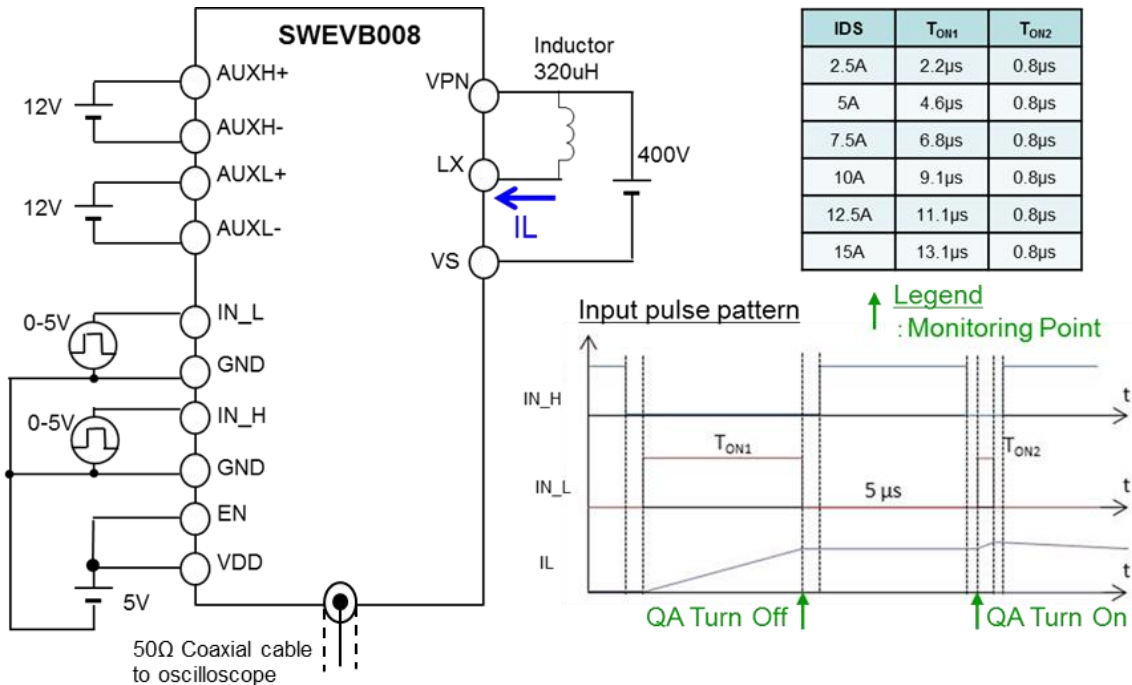 SWEVB008
AUXH+
12V
AUXH-
AUXL+
12V
AUXL-
IN_L
0-5V
GND
IN_H
0-5V
GND
EN
VDD
5V
50Ω Coaxial cable
to oscilloscope
VPN
Inductor
320uH
LX
400V
IL
VS
IDS TON1 TON2
2.5A 2.2µs 0.8µs
5A 4.6µs 0.8µs
7.5A 6.8µs 0.8µs
10A 9.1µs 0.8µs
12.5A 11.1µs 0.8µs
15A 13.1µs 0.8µs
Legend
: Monitoring Point
Input pulse pattern
IN_H
t
TON1
TON2
IN_L
5 µs
t
IL
t
QA Turn Off
QA Turn On